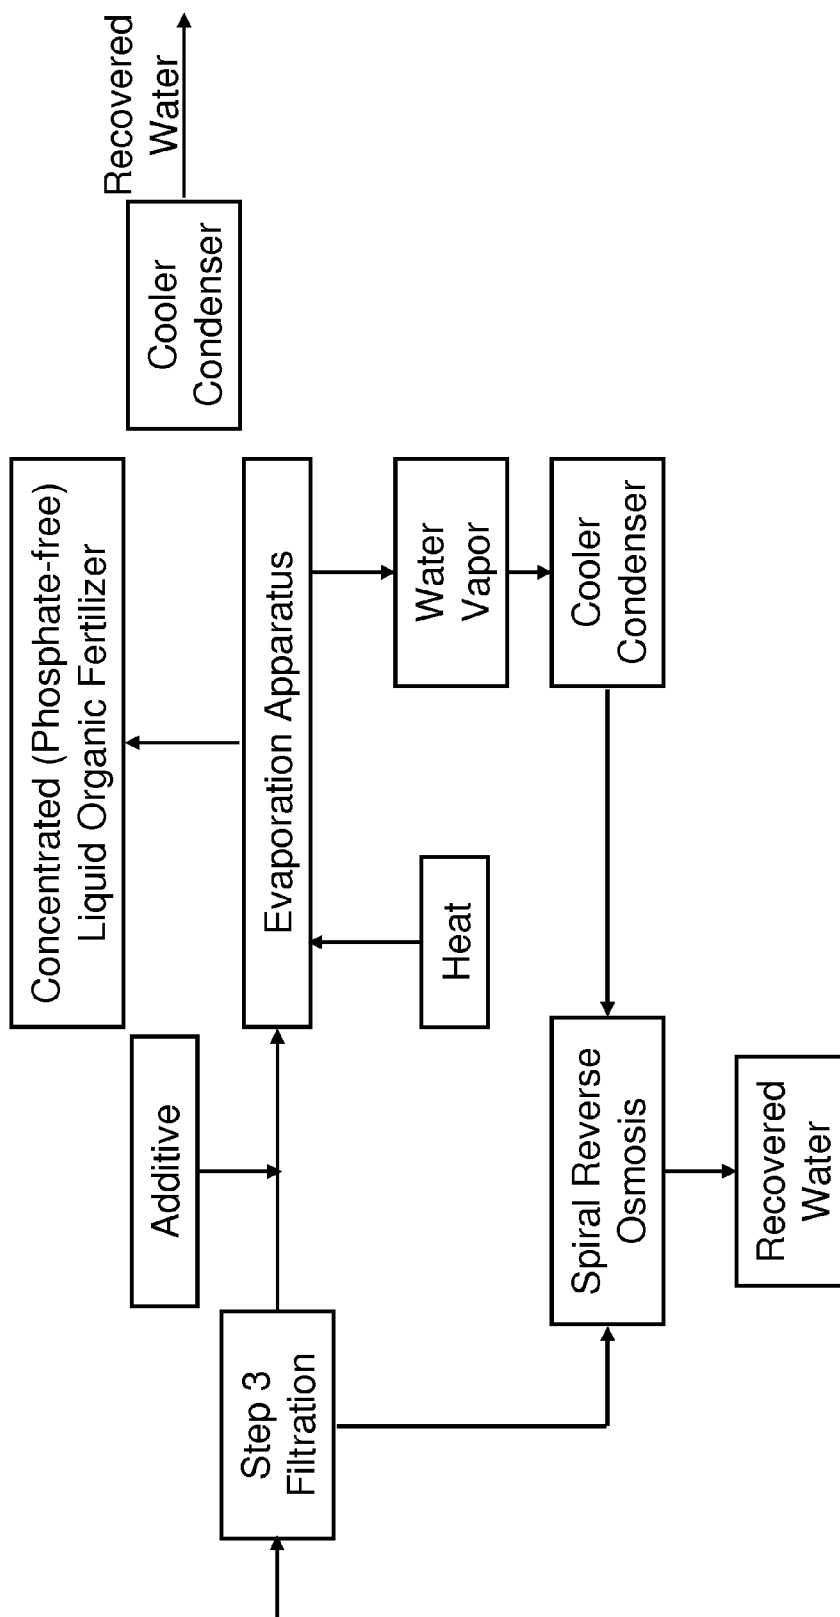 Step 3
Filtration
Additive
Concentrated (Phosphate-free)
Liquid Organic Fertilizer
Evaporation Apparatus
Heat
Water
Vapor
Cooler
Condenser
Spiral Reverse
Osmosis
Recovered
Water
Cooler
Condenser
Recovered
Water